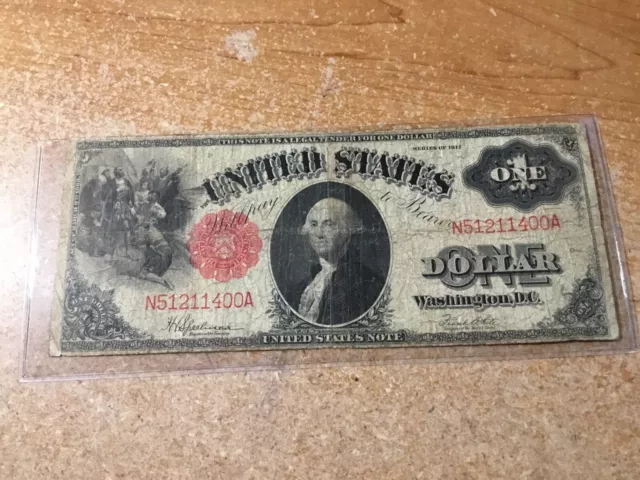 THIS NOTE IS A LEGAL TENDER FOR ONE DOLLAR
SERIES OF 1917
UNITED STATES
ONE
Will pay to Bearer
N51211400A
ONE
DOLLAR
N51211400A
Washington, D.C.
UNITED STATES NOTE